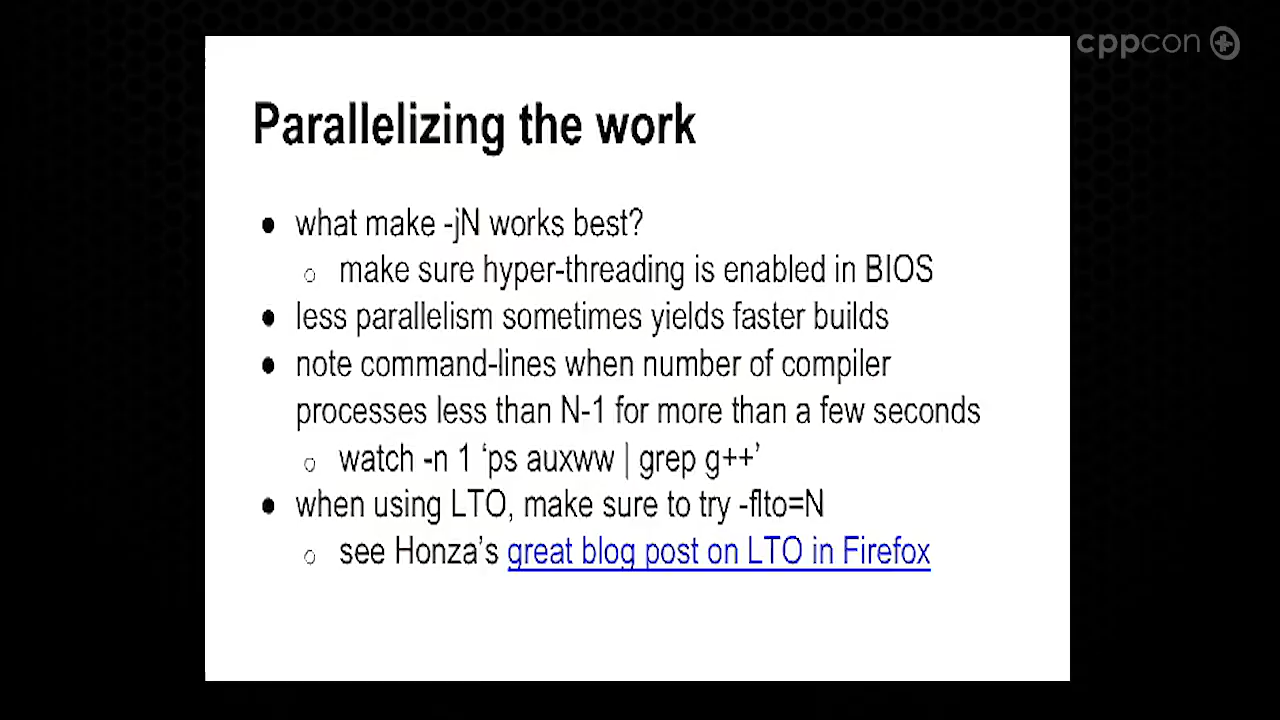 cppcon
Parallelizing the work
● what make -jN works best?
○ make sure hyper-threading is enabled in BIOS
● less parallelism sometimes yields faster builds
● note command-lines when number of compiler
processes less than N-1 for more than a few seconds
○ watch -n 1 ‘ps auxww | grep g++’
● when using LTO, make sure to try -flto=N
○ see Honza’s great blog post on LTO in Firefox